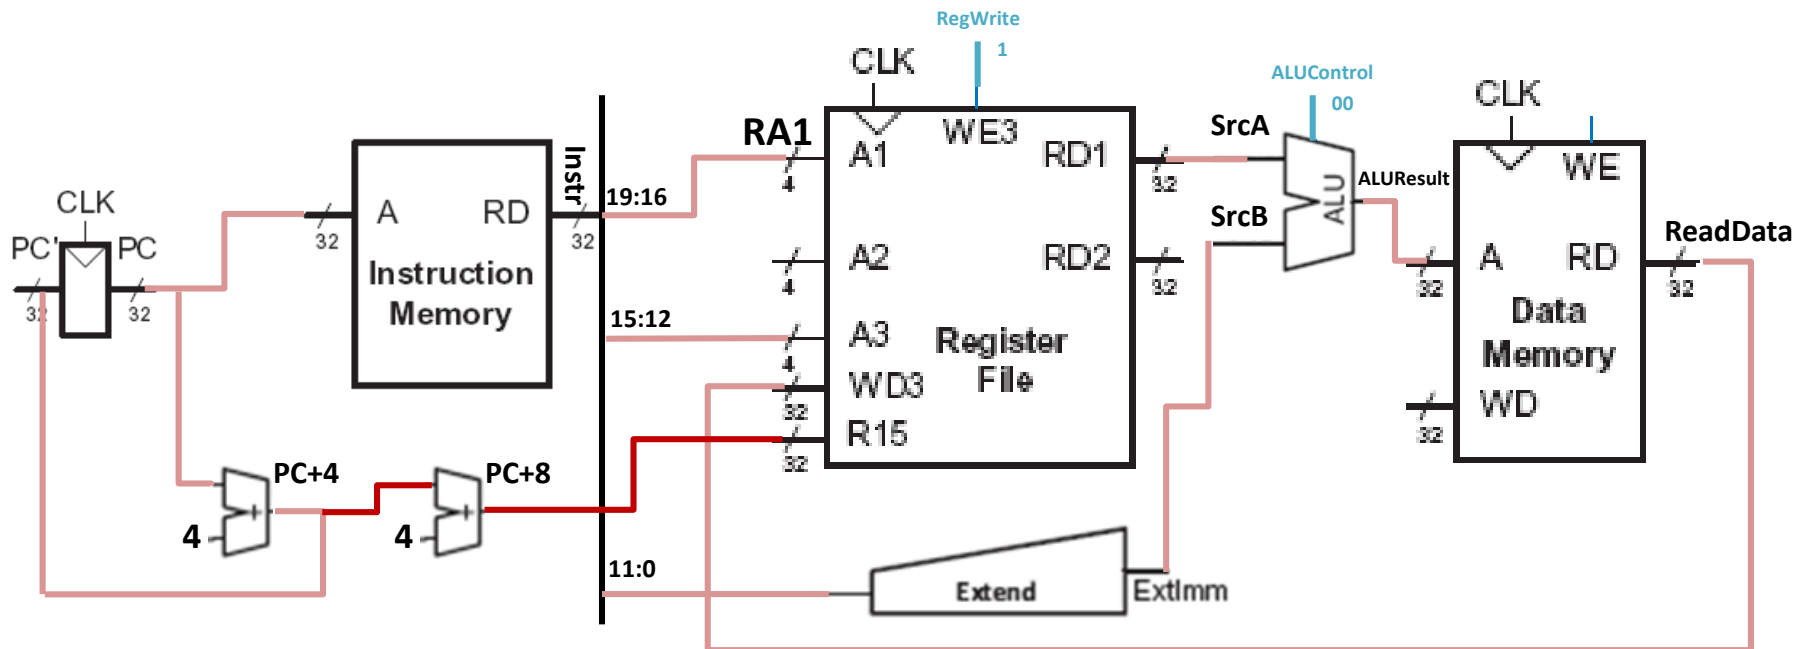 RegWrite
1
CLK
ALUControl
00
CLK
RA1
A1
WE3
RD1
4
32
SrcA
ALUResult
WE
Instr
19:16
CLK
PC'
PC
32
32
A
RD
32
32
Instruction
Memory
A2
RD2
4
32
SrcB
ALU
A
RD
32
32
ReadData
Data
Memory
15:12
A3
4
Register
File
WD3
32
R15
32
WD
32
PC+4
PC+8
4
+
4
+
11:0
Extend
ExtImm